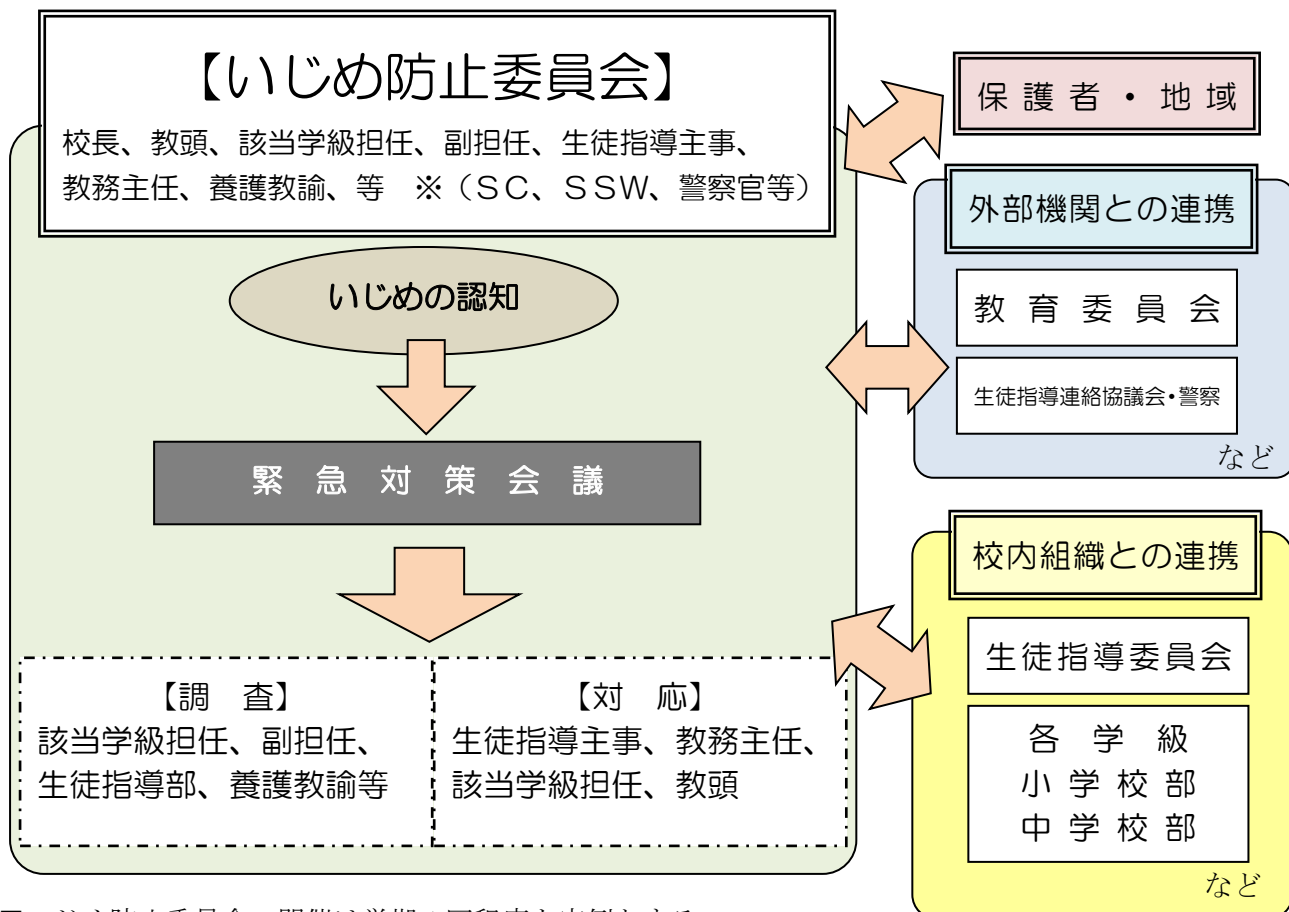 【いじめ防止委員会】
校長、教頭、該当学級担任、副担任、生徒指導主事、
教務主任、養護教諭、等　※（ＳＣ、ＳＳＷ、警察官等）
いじめの認知
緊 急 対 策 会 議
【調　査】
該当学級担任、副担任、
生徒指導部、養護教諭等
【対　応】
生徒指導主事、教務主任、
該当学級担任、教頭
保 護 者 ・ 地 域
外部機関との連携
教 育 委 員 会
生徒指導連絡協議会・警察
など
校内組織との連携
生徒指導委員会
各 学 級
小 学 校 部
中 学 校 部
など